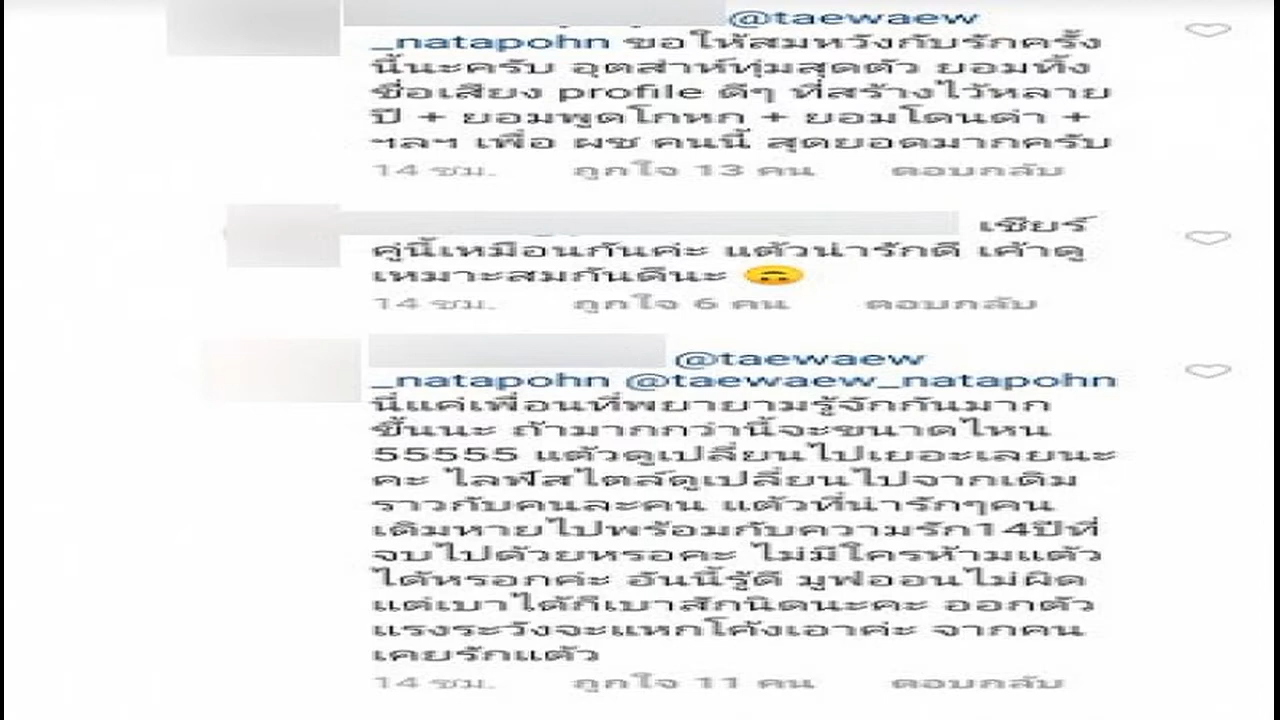 @taewaew
_natapohn ขอให้สมหวังกับรักครั้ง
นี้นะครับ อุตส่าห์ทุ่มสุดตัว ยอมทิ้ง
ชื่อเสียง profile ดีๆ ที่สร้างไว้หลาย
ปี + ยอมพูดโกหก + ยอมโดนด่า +
ฯลฯ เพื่อ ผช คนนี้ สุดยอดมากครับ
14 ชม. ถูกใจ 13 คน ตอบกลับ
เชียร์
คู่นี้เหมือนกันค่ะ แต้วน่ารักดี เค้าดู
เหมาะสมกันดีนะ 🙃
14 ชม. ถูกใจ 6 คน ตอบกลับ
@taewaew
_natapohn @taewaew_natapohn
นี่แค่เพื่อนที่พยายามรู้จักกันมาก
ขึ้นนะ ถ้ามากกว่านี้จะขนาดไหน
55555 แต้วดูเปลี่ยนไปเยอะเลยนะ
คะ ไลฟ์สไตล์ดูเปลี่ยนไปจากเดิม
ราวกับคนละคน แต้วที่น่ารักๆคน
เดิมหายไปพร้อมกับความรัก14ปีที่
จบไปด้วยหรอคะ ไม่มีใครห้ามแต้ว
ได้หรอกค่ะ อันนี้รู้ดี มูฟออนไม่ผิด
แต่เบาได้ก็เบาสักนิดนะคะ ออกตัว
แรงระวังจะแหกโค้งเอาค่ะ จากคน
เคยรักแต้ว
14 ชม. ถูกใจ 11 คน ตอบกลับ